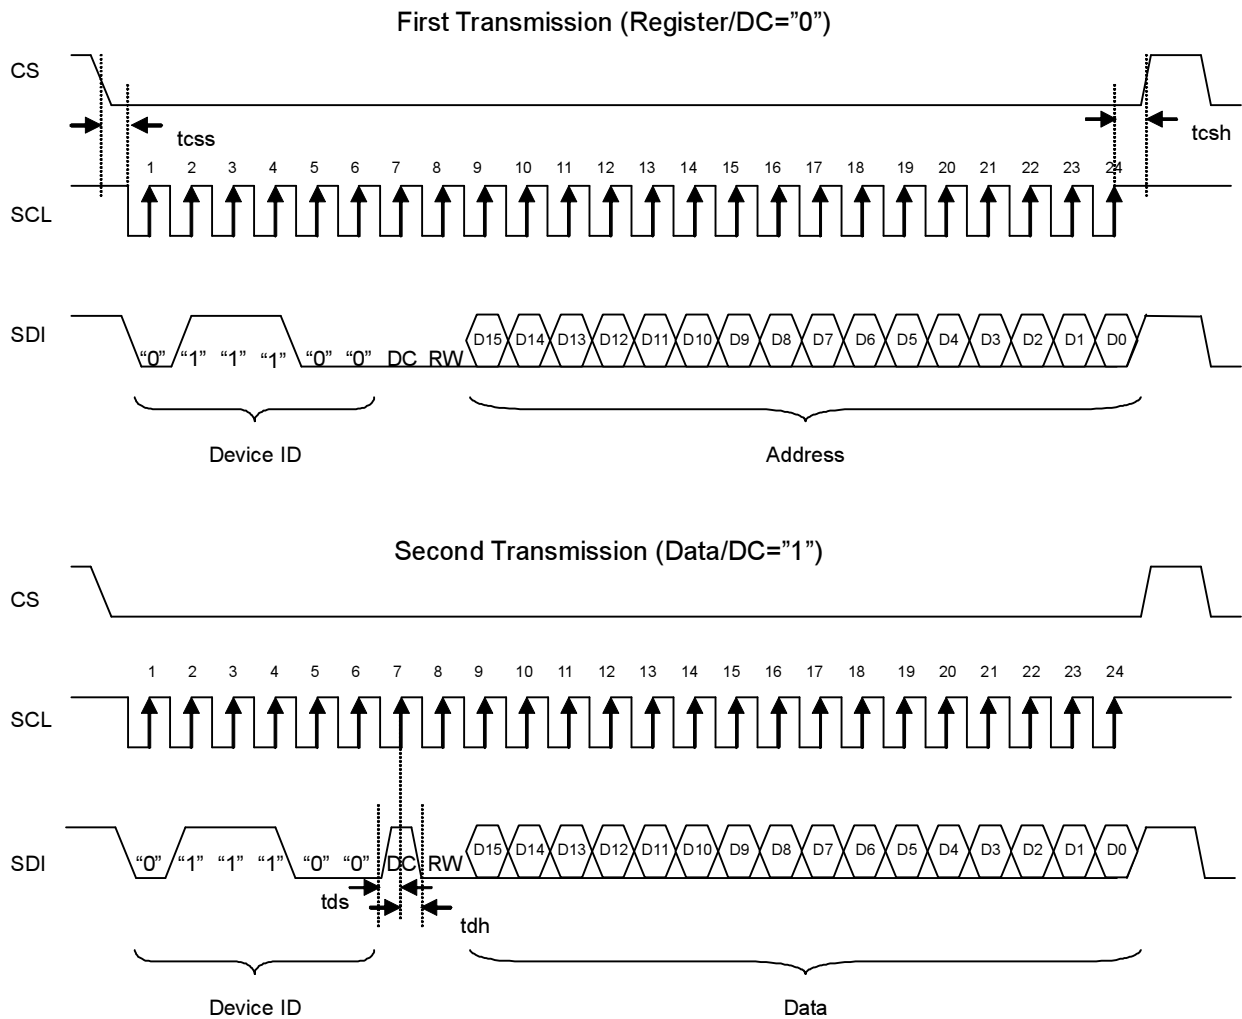 First Transmission (Register/DC=”0”)
CS
tcss
tcsh
1 2 3 4 5 6 7 8 9 10 11 12 13 14 15 16 17 18 19 20 21 22 23 24
SCL
SDI
“0” “1” “1” “1” “0” “0” DC RW D15 D14 D13 D12 D11 D10 D9 D8 D7 D6 D5 D4 D3 D2 D1 D0
Device ID
Address
Second Transmission (Data/DC=”1”)
CS
1 2 3 4 5 6 7 8 9 10 11 12 13 14 15 16 17 18 19 20 21 22 23 24
SCL
SDI
“0” “1” “1” “1” “0” “0” DC RW D15 D14 D13 D12 D11 D10 D9 D8 D7 D6 D5 D4 D3 D2 D1 D0
tds
tdh
Device ID
Data